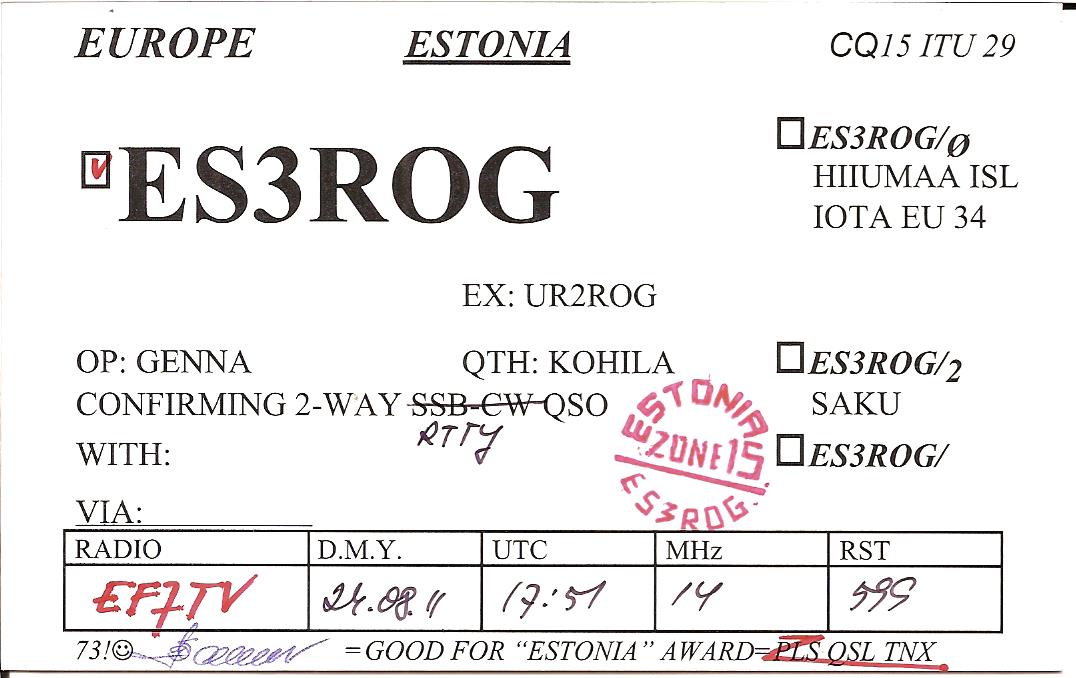 EUROPE ESTONIA CQ15 ITU 29
ES3ROG/Ø
v ES3ROG
HIIUMAA ISL
IOTA EU 34
EX: UR2ROG
OP: GENNA QTH: KOHILA ES3ROG/2
CONFIRMING 2-WAY SSB-CW QSO SAKU
RTTY
WITH: ES3ROG/
ESTONIA
ZONE 15
ES3ROG.
VIA:
RADIO D.M.Y. UTC MHz RST
EF7TV 24.08.11 17:51 14 599
73!☺ =GOOD FOR “ESTONIA” AWARD=PLS QSL TNX